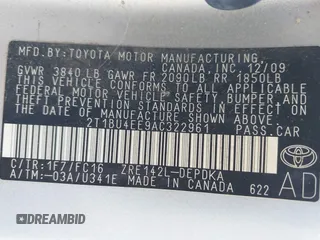 MFD. BY: TOYOTA MOTOR MANUFACTURING.
CANADA INC. 12/09
GVWR 3840 LB GAWR FR 2090LB RR 1850LB
THIS VEHICLE CONFORMS TO ALL APPLICABLE
FEDERAL MOTOR VEHICLE SAFETY, BUMPER, AND
THEFT PREVENTION STANDARDS IN EFFECT ON
THE DATE OF MANUFACTURE SHOWN ABOVE.
2T1BU4EE9AC322961
PASS. CAR
C/TR: 1F7/FC16 ZRE142L-DEPDKA
A/TM: -03A/U341E MADE IN CANADA 622
TOYOTA
AD
DEALERS PHOTO